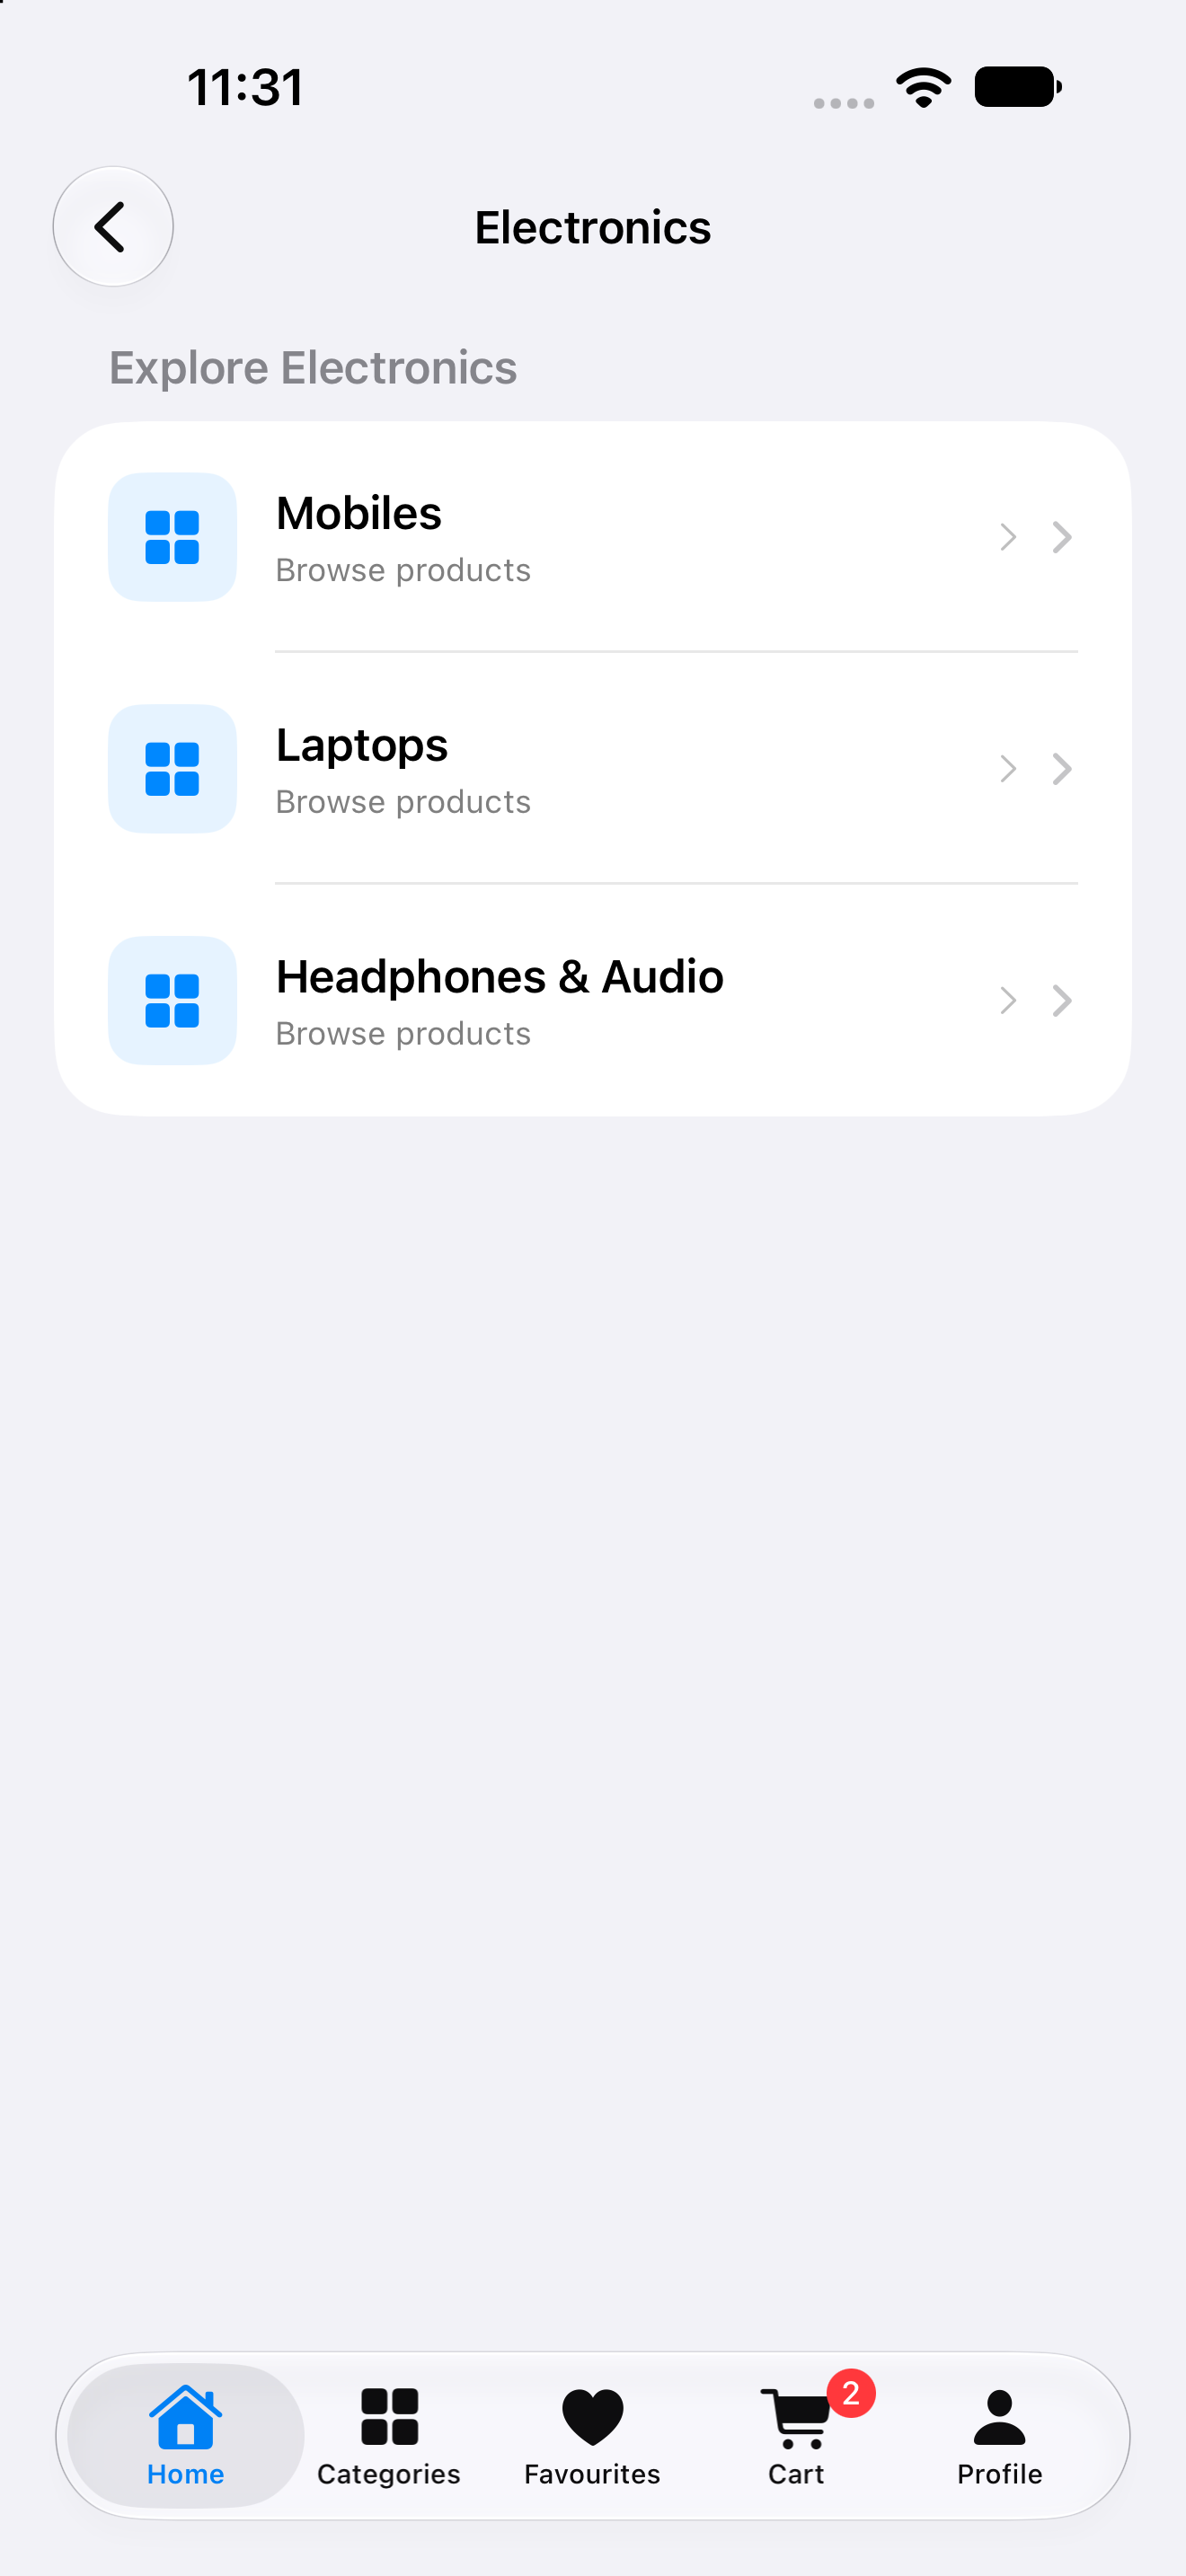 11:31
Electronics
Explore Electronics
Mobiles
Browse products
Laptops
Browse products
Headphones & Audio
Browse products
2
Home
Categories
Favourites
Cart
Profile